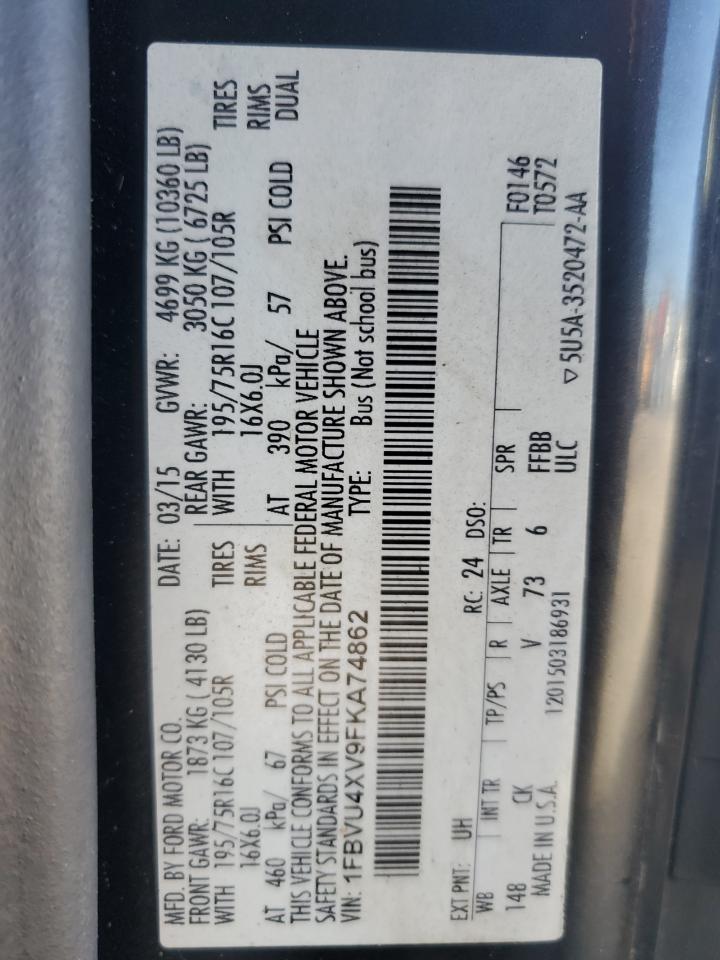 MFD. BY FORD MOTOR CO. DATE: 03/15 GVWR: 4699 KG (10360 LB)
FRONT GAWR: 1873 KG ( 4130 LB) REAR GAWR: 3050 KG ( 6725 LB)
WITH 195/75R16C 107/105R TIRES WITH 195/75R16C 107/105R TIRES
16X6.0J RIMS 16X6.0J RIMS
AT 460 kPa/ 67 PSI COLD AT 390 kPa/ 57 PSI COLD DUAL
THIS VEHICLE CONFORMS TO ALL APPLICABLE FEDERAL MOTOR VEHICLE
SAFETY STANDARDS IN EFFECT ON THE DATE OF MANUFACTURE SHOWN ABOVE.
VIN: 1FBVU4XV9FKA74862 TYPE: Bus (Not school bus)
EXT PNT: UH RC: 24 DSO:
WB INT TR TP/PS R AXLE TR SPR F0146
148 CK V 73 6 FFBB T0572
MADE IN U.S.A. 1201503186931 ULC ▽5U5A-3520472-AA